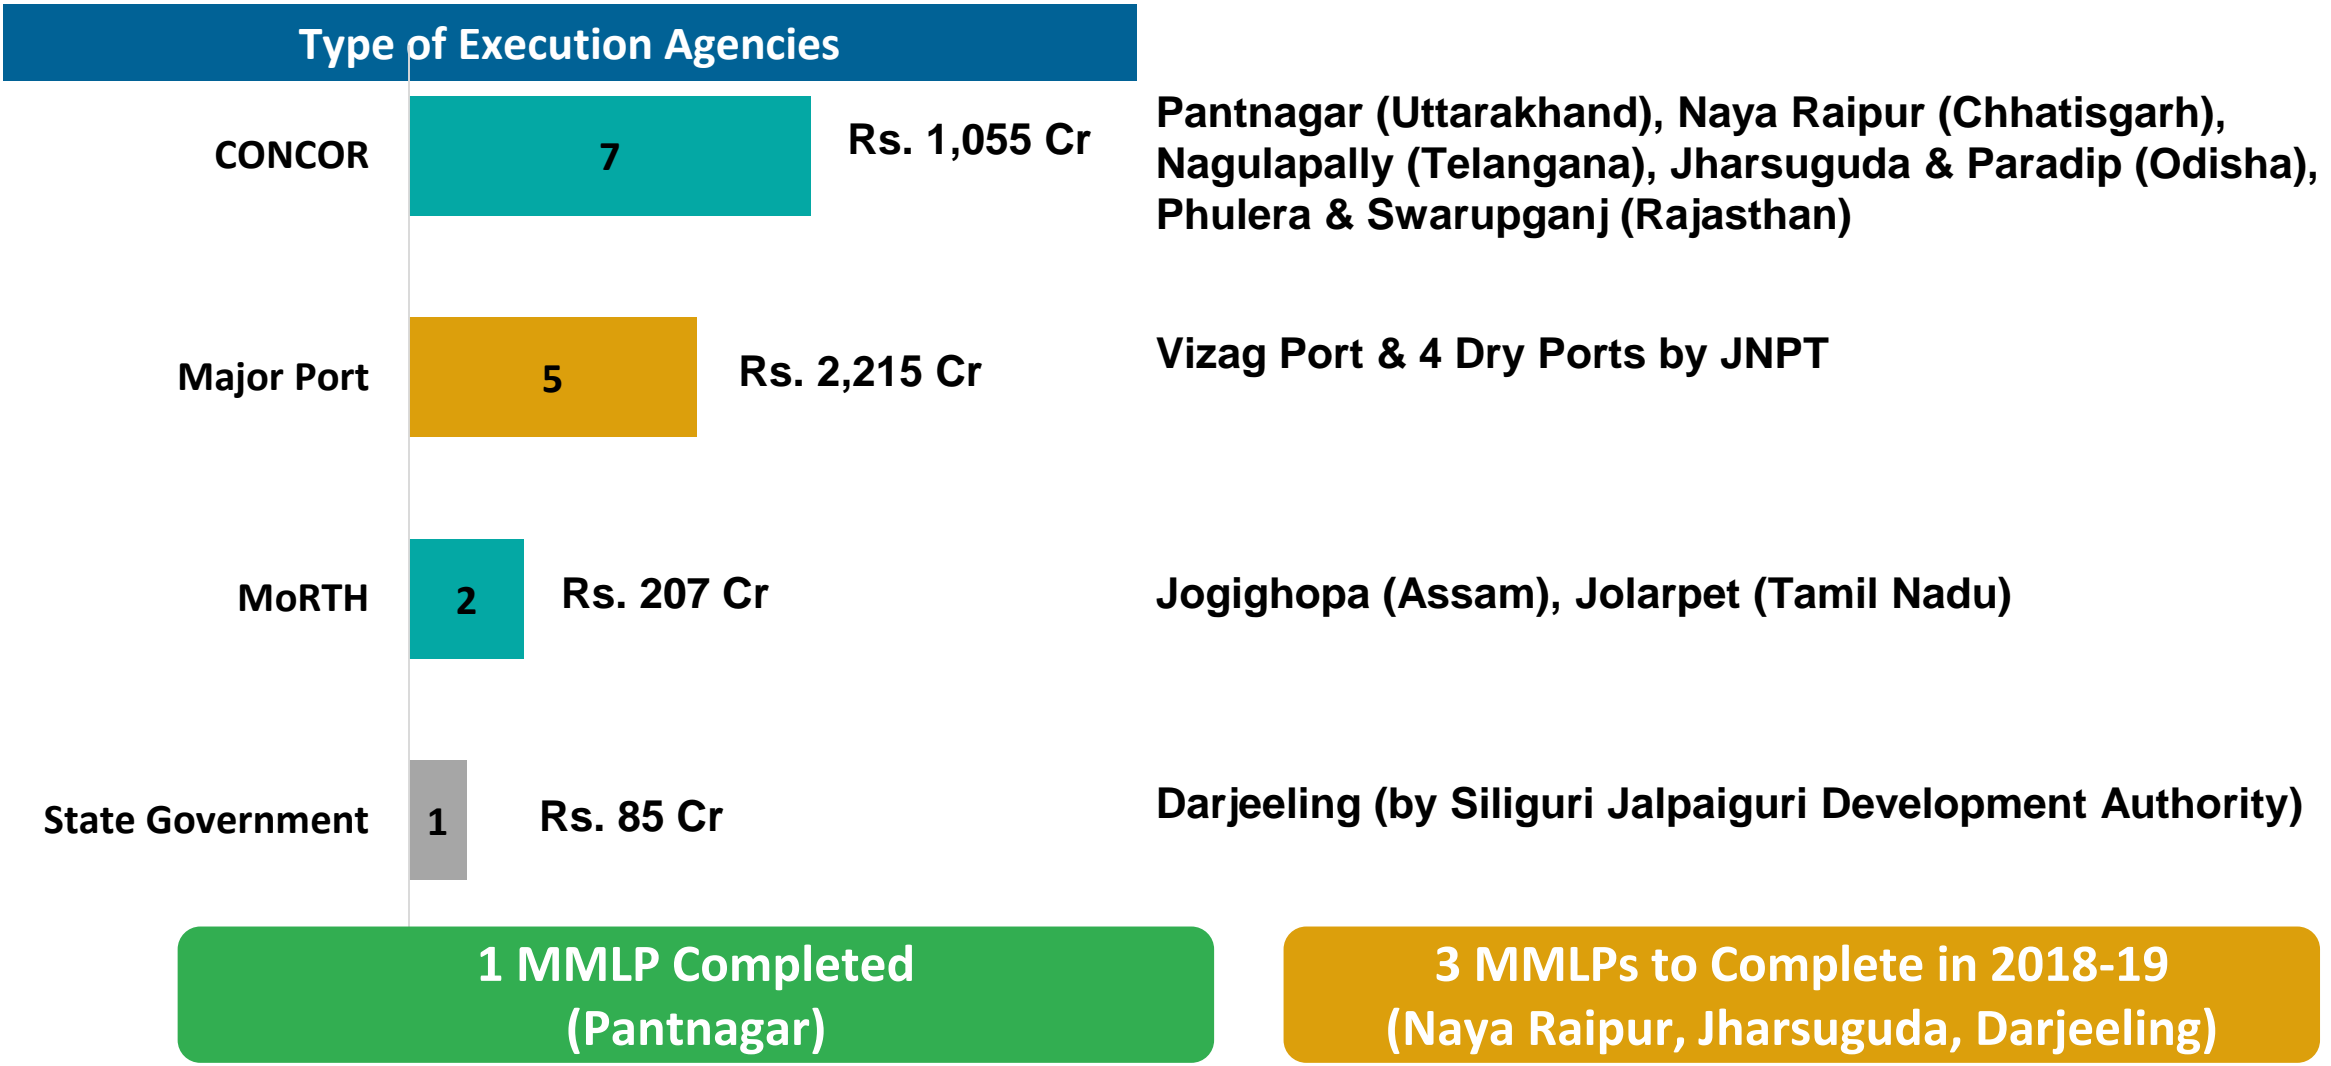 Type of Execution Agencies
CONCOR
7
Rs. 1,055 Cr
Pantnagar (Uttarakhand), Naya Raipur (Chhatisgarh),
Nagulapally (Telangana), Jharsuguda & Paradip (Odisha),
Phulera & Swarupganj (Rajasthan)
Major Port
5
Rs. 2,215 Cr
Vizag Port & 4 Dry Ports by JNPT
MoRTH
2
Rs. 207 Cr
Jogighopa (Assam), Jolarpet (Tamil Nadu)
State Government
1
Rs. 85 Cr
Darjeeling (by Siliguri Jalpaiguri Development Authority)
1 MMLP Completed
(Pantnagar)
3 MMLPs to Complete in 2018-19
(Naya Raipur, Jharsuguda, Darjeeling)